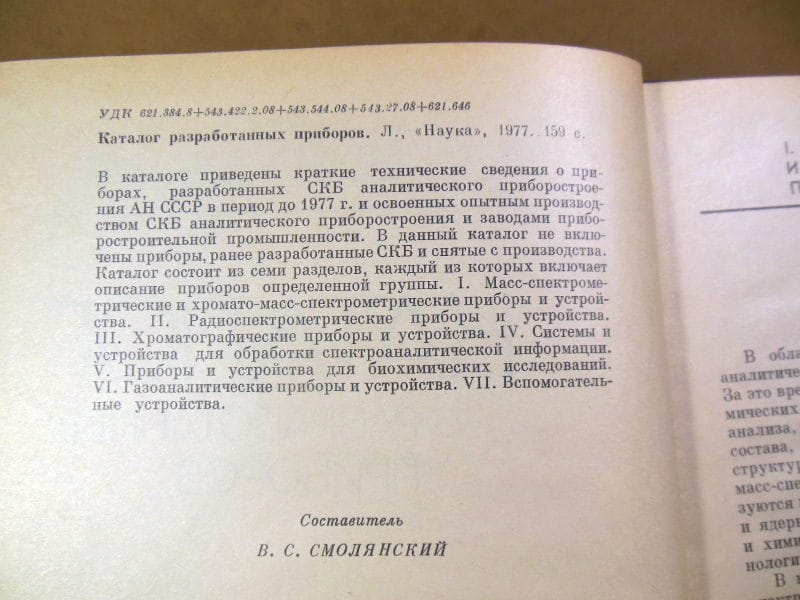 УДК 621.384.8+543.422.2.08+543.544.08+543.27.08+621.646
Каталог разработанных приборов. Л., «Наука», 1977. 159 с.
В каталоге приведены краткие технические сведения о при-
борах, разработанных СКБ аналитического приборострое-
ния АН СССР в период до 1977 г. и освоенных опытным производ-
ством СКБ аналитического приборостроения и заводами прибо-
ростроительной промышленности. В данный каталог не вклю-
чены приборы, ранее разработанные СКБ и снятые с производства.
Каталог состоит из семи разделов, каждый из которых включает
описание приборов определенной группы. I. Масс-спектроме-
трические и хромато-масс-спектрометрические приборы и устрой-
ства. II. Радиоспектрометрические приборы и устройства.
III. Хроматографические приборы и устройства. IV. Системы и
устройства для обработки спектроаналитической информации.
V. Приборы и устройства для биохимических исследований.
VI. Газоаналитические приборы и устройства. VII. Вспомогатель-
ные устройства.
Составитель
В. С. СМОЛЯНСКИЙ
I.
И
П
В обла
аналитиче
За это вре
мических
анализа,
состава,
структур
масс-спе
зуются
и ядерн
и хими
нологи
В